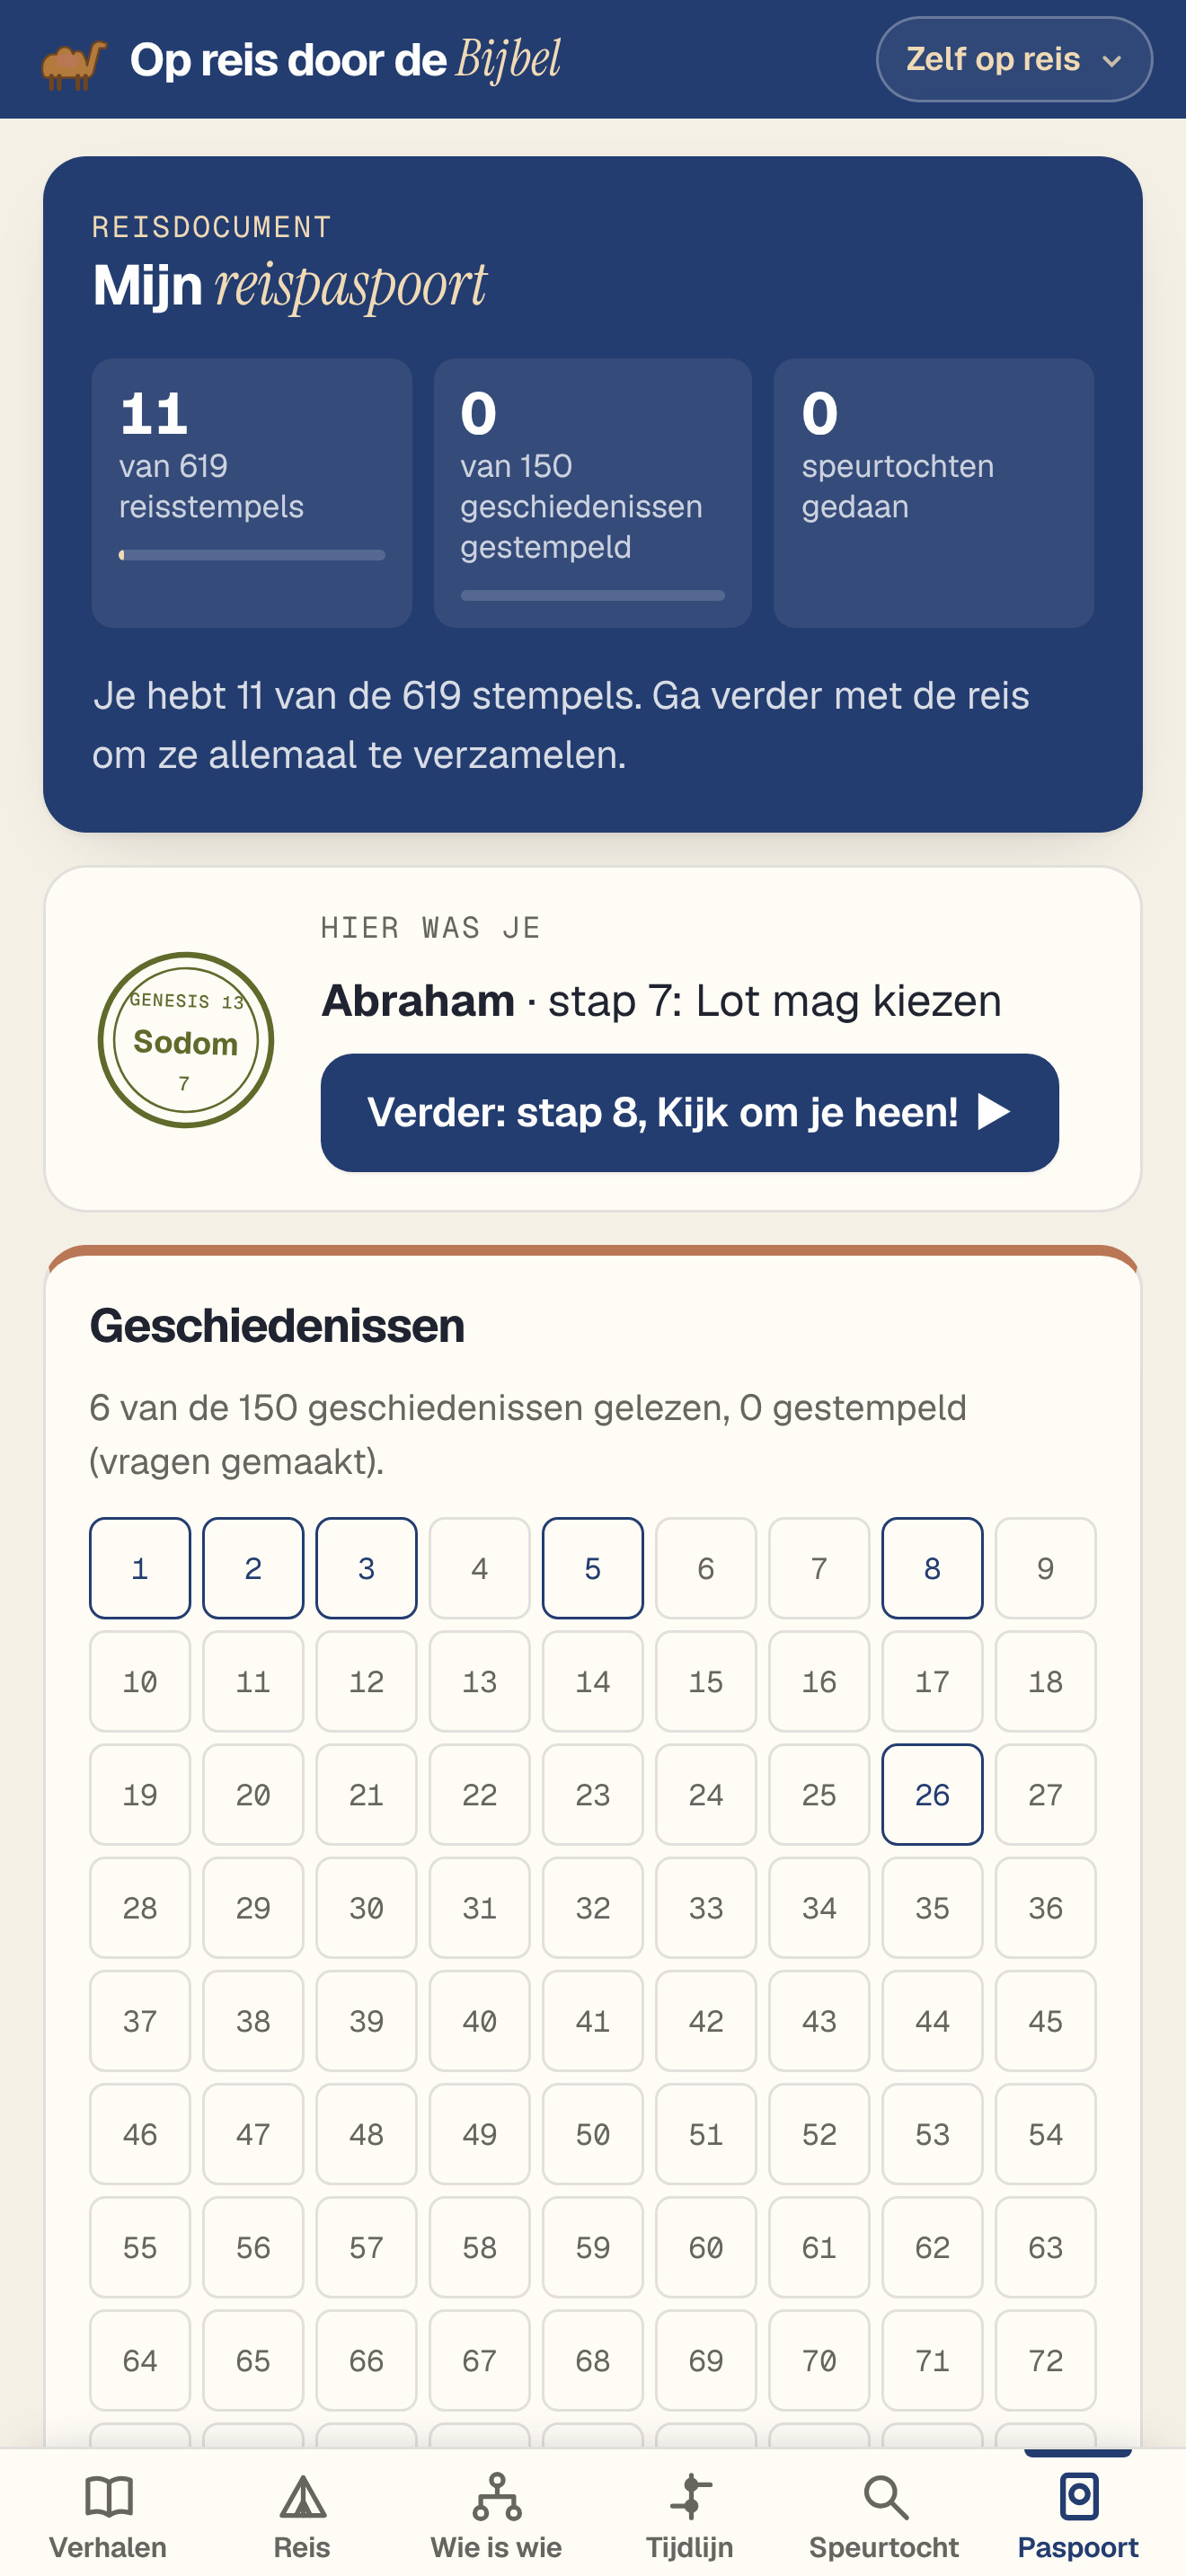 Op reis door de Bijbel
Zelf op reis
REISDOCUMENT
Mijn reispaspoort
11
van 619
reisstempels
0
van 150
geschiedenissen
gestempeld
0
speurtochten
gedaan
Je hebt 11 van de 619 stempels. Ga verder met de reis
om ze allemaal te verzamelen.
GENESIS 13
Sodom
7
HIER WAS JE
Abraham · stap 7: Lot mag kiezen
Verder: stap 8, Kijk om je heen! ▶
Geschiedenissen
6 van de 150 geschiedenissen gelezen, 0 gestempeld
(vragen gemaakt).
1 2 3 4 5 6 7 8 9
10 11 12 13 14 15 16 17 18
19 20 21 22 23 24 25 26 27
28 29 30 31 32 33 34 35 36
37 38 39 40 41 42 43 44 45
46 47 48 49 50 51 52 53 54
55 56 57 58 59 60 61 62 63
64 65 66 67 68 69 70 71 72
Verhalen Reis Wie is wie Tijdlijn Speurtocht Paspoort